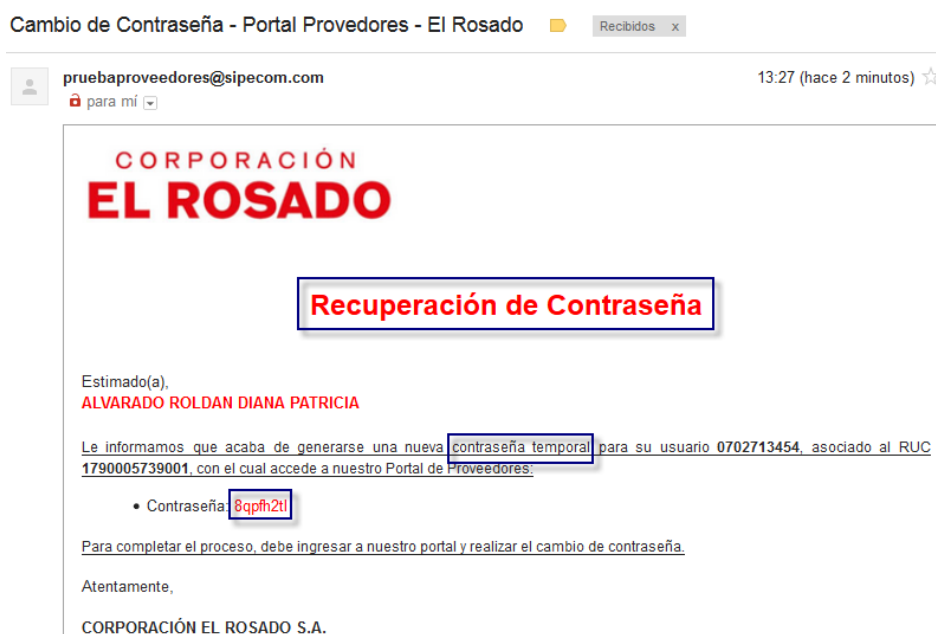 Cambio de Contraseña - Portal Provedores - El Rosado
Recibidos x
pruebaproveedores@sipecom.com
13:27 (hace 2 minutos)
para mí
CORPORACIÓN
EL ROSADO
Recuperación de Contraseña
Estimado(a),
ALVARADO ROLDAN DIANA PATRICIA
Le informamos que acaba de generarse una nueva contraseña temporal para su usuario 0702713454, asociado al RUC
1790005739001, con el cual accede a nuestro Portal de Proveedores:
• Contraseña: 8qpfh2tl
Para completar el proceso, debe ingresar a nuestro portal y realizar el cambio de contraseña.
Atentamente,
CORPORACIÓN EL ROSADO S.A.